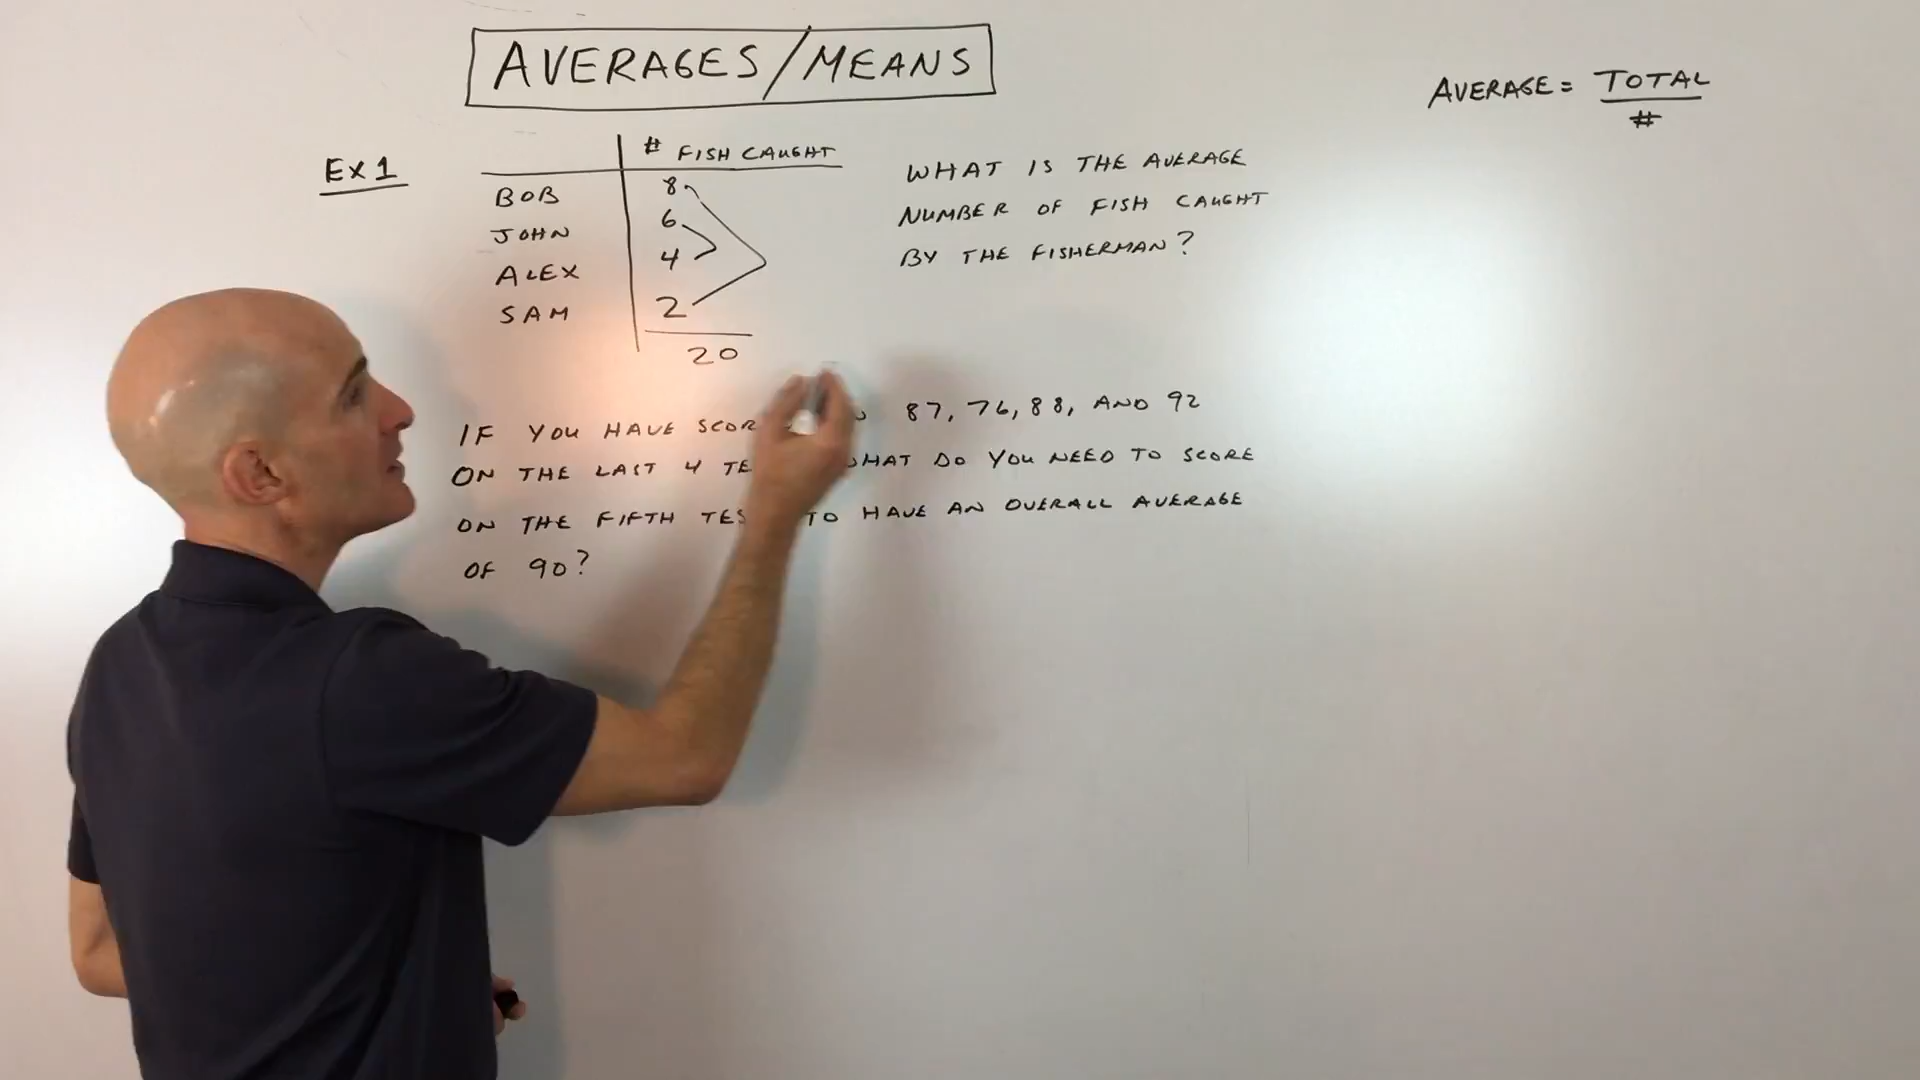 AVERAGES/MEANS
AVERAGE = TOTAL
#
EX 1
# FISH CAUGHT
BOB 8
JOHN 6
ALEX 4
SAM 2
20
WHAT IS THE AVERAGE
NUMBER OF FISH CAUGHT
BY THE FISHERMAN?
IF YOU HAVE 87, 76, 88, AND 92
ON THE LAST 4 DO YOU NEED TO SCORE
ON THE FIFTH TO HAVE AN OVERALL AVERAGE
OF 90?